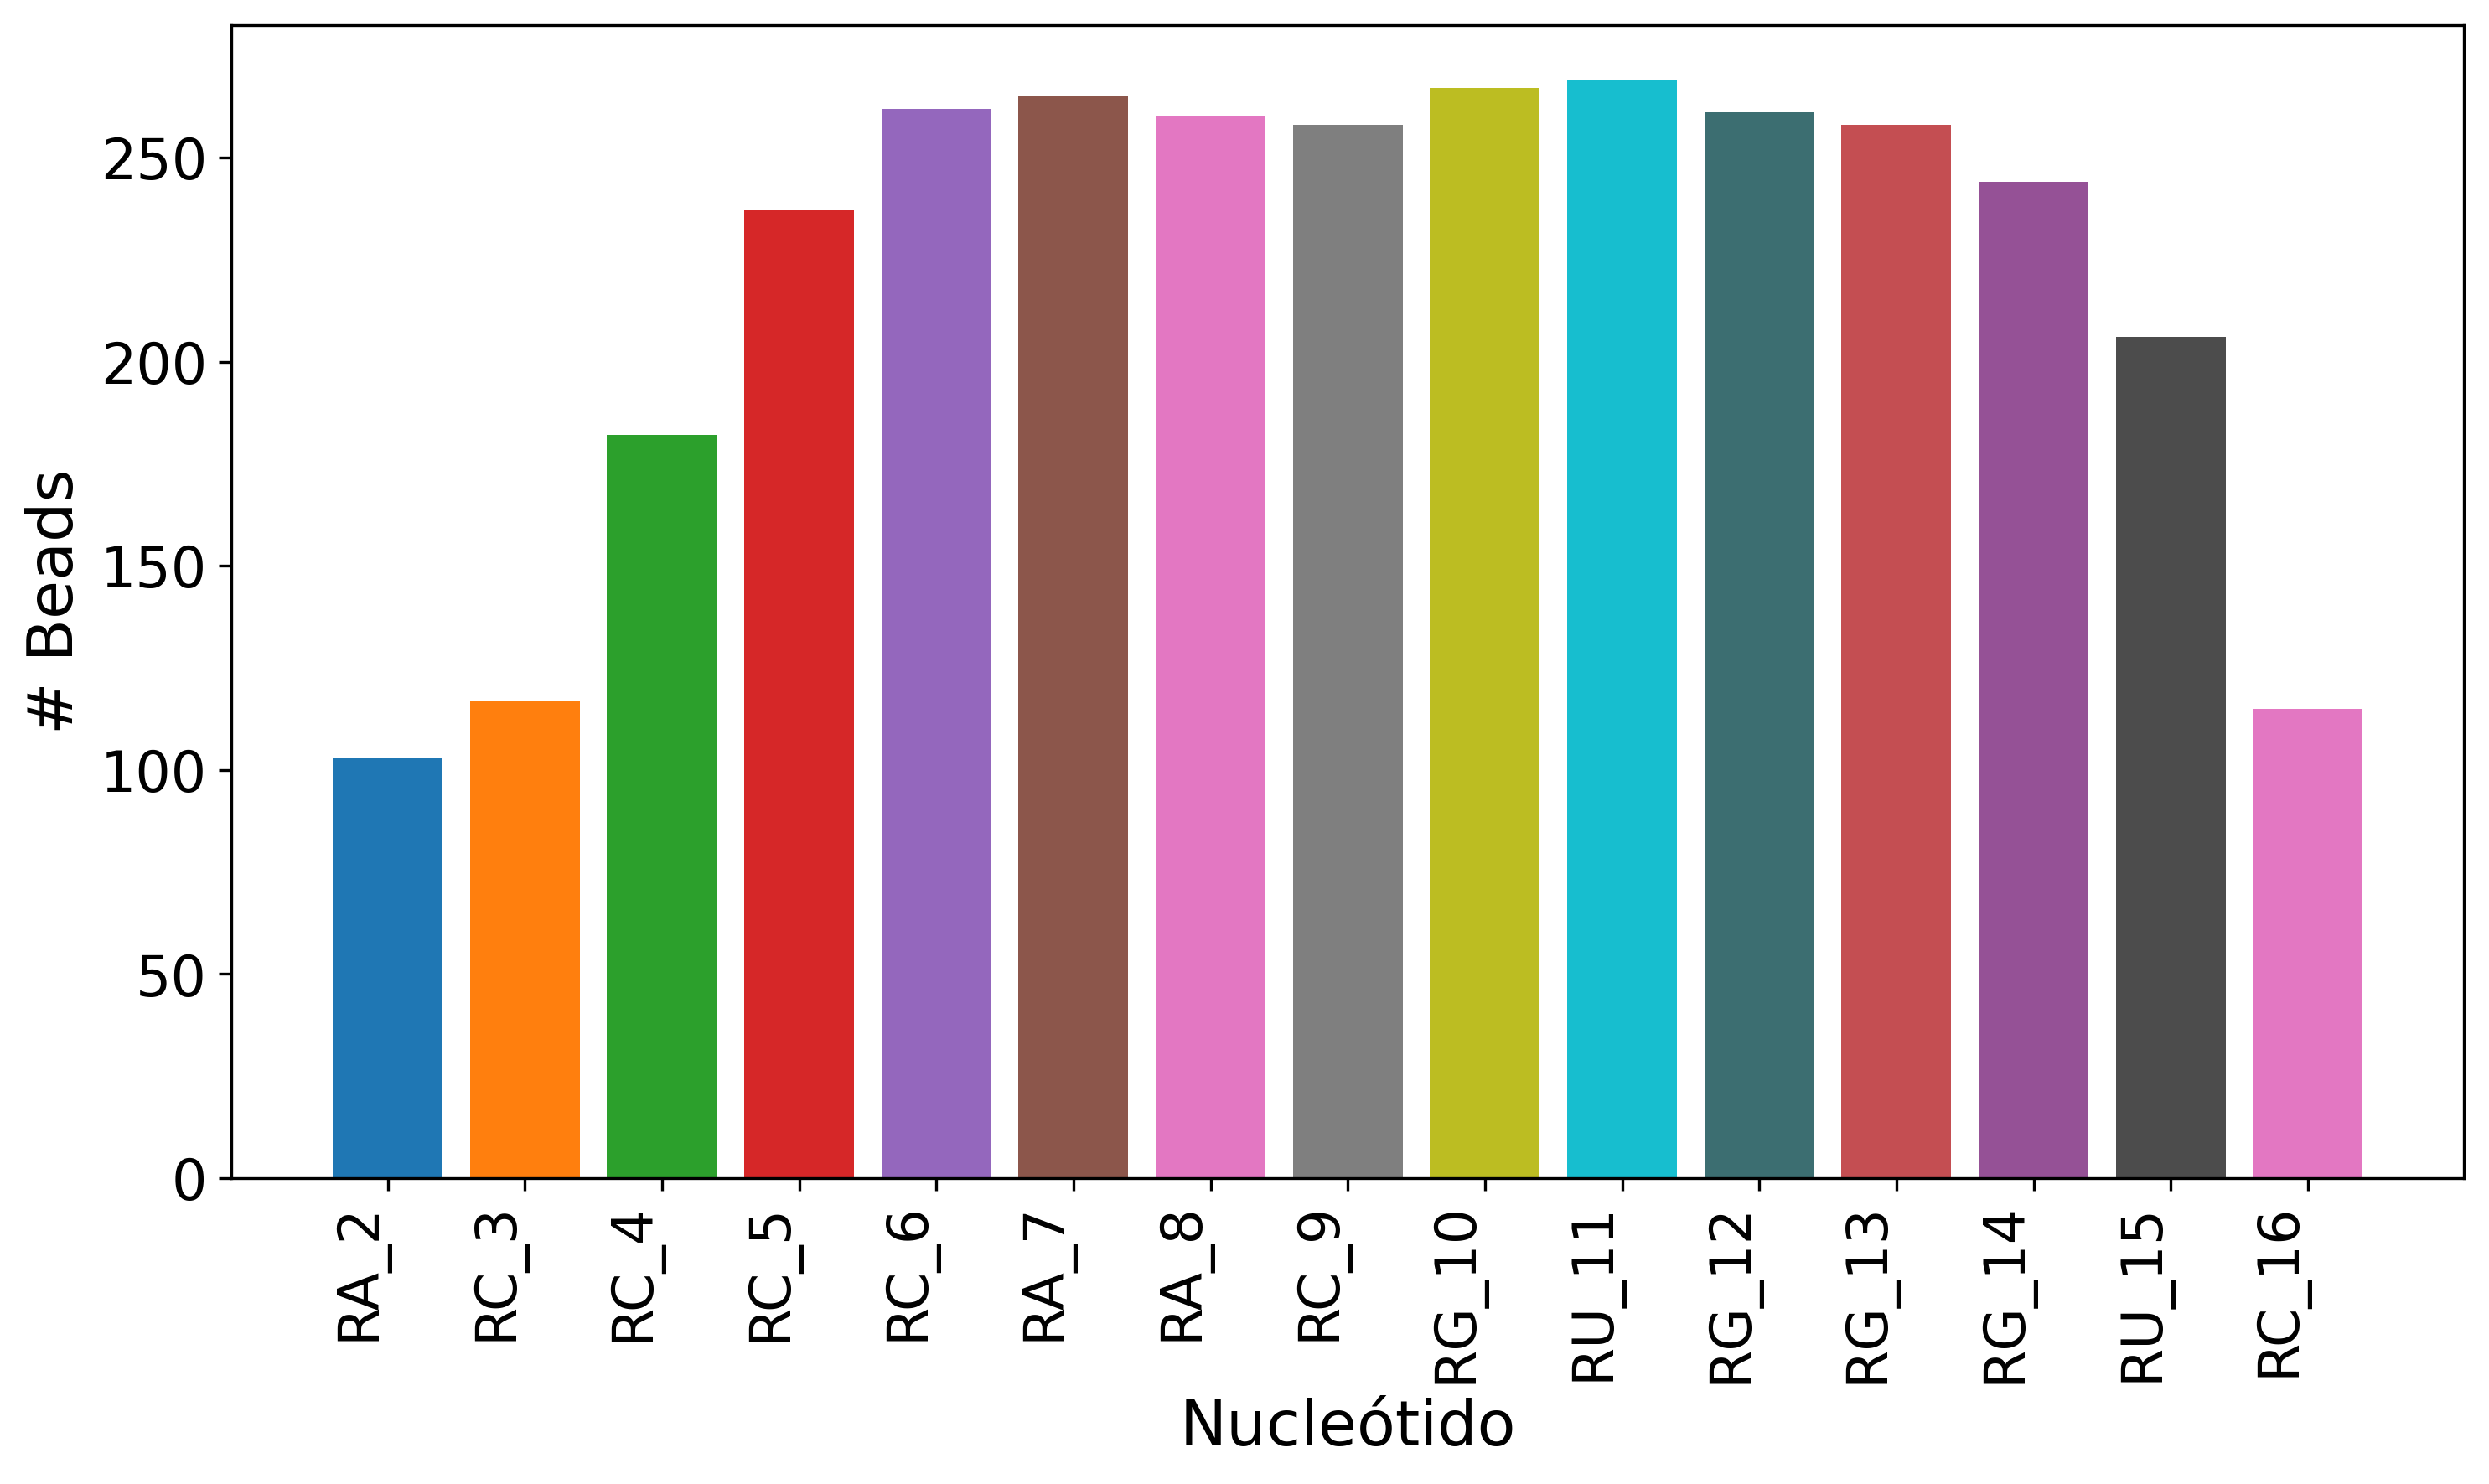 # Beads
250
200
150
100
50
0
RA_2
RC_3
RC_4
RC_5
RC_6
RA_7
RA_8
RC_9
RG_10
RU_11
RG_12
RG_13
RG_14
RU_15
RC_16
Nucleótido